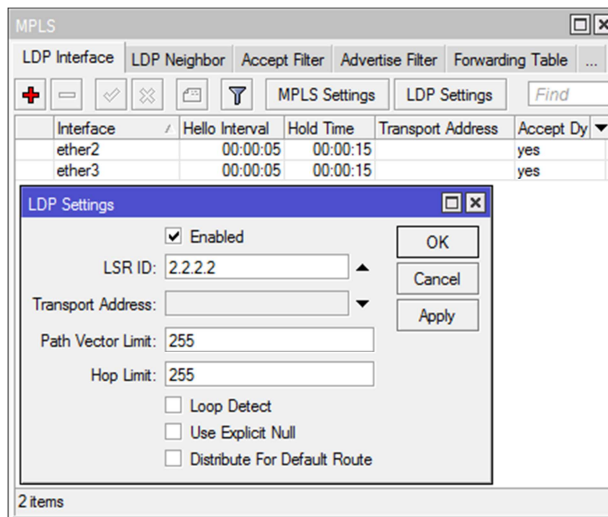 MPLS
LDP Interface LDP Neighbor Accept Filter Advertise Filter Forwarding Table ...
MPLS Settings LDP Settings Find
Interface Hello Interval Hold Time Transport Address Accept Dy
ether2 00:00:05 00:00:15 yes
ether3 00:00:05 00:00:15 yes
LDP Settings
Enabled
OK
LSR ID: 2.2.2.2
Cancel
Transport Address:
Apply
Path Vector Limit: 255
Hop Limit: 255
Loop Detect
Use Explicit Null
Distribute For Default Route
2 items